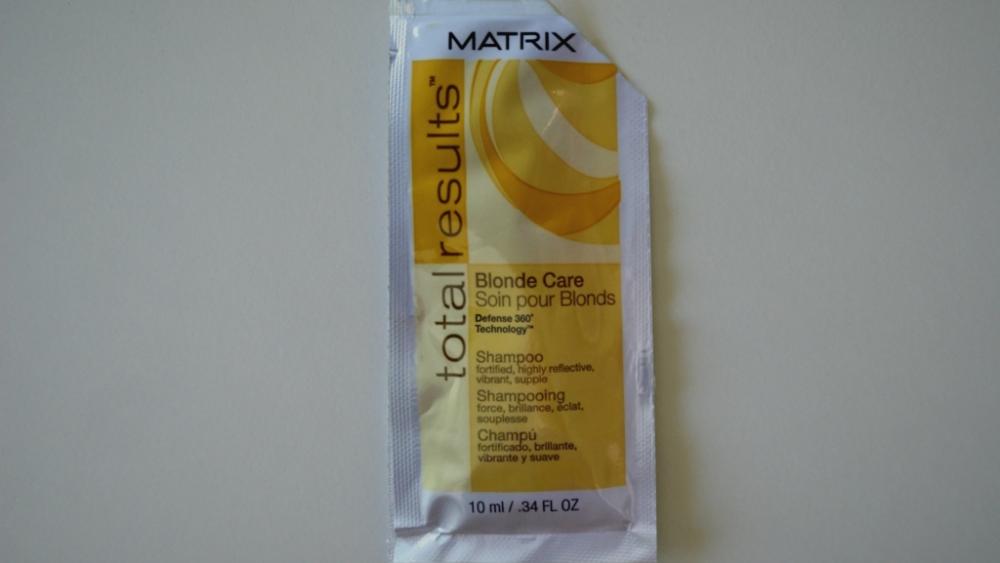 MATRIX
total results™
Blonde Care
Soin pour Blonds
Defense 360°
Technology™
Shampoo
fortified, highly reflective,
vibrant, supple
Shampooing
force, brillance, éclat,
souplesse
Champú
fortificado, brillante,
vibrante y suave
10 ml / .34 FL OZ